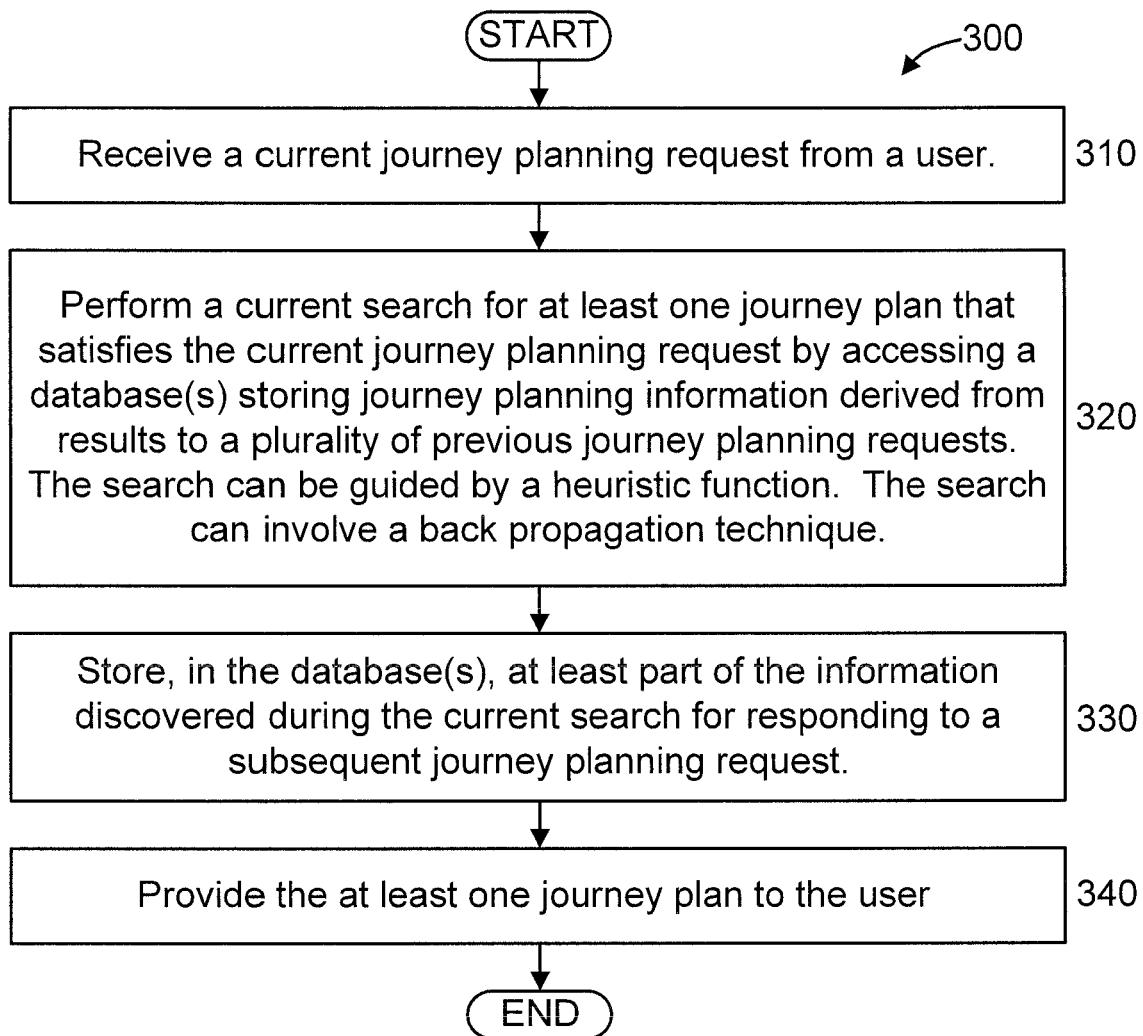 START
300
Receive a current journey planning request from a user.
310
Perform a current search for at least one journey plan that
satisfies the current journey planning request by accessing a
database(s) storing journey planning information derived from
results to a plurality of previous journey planning requests.
The search can be guided by a heuristic function. The search
can involve a back propagation technique.
320
Store, in the database(s), at least part of the information
discovered during the current search for responding to a
subsequent journey planning request.
330
Provide the at least one journey plan to the user
340
END